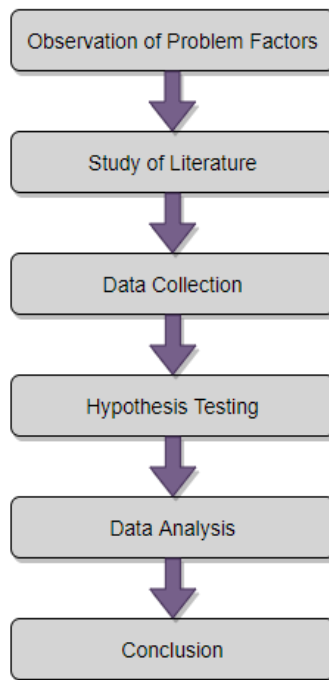 Observation of Problem Factors
Study of Literature
Data Collection
Hypothesis Testing
Data Analysis
Conclusion